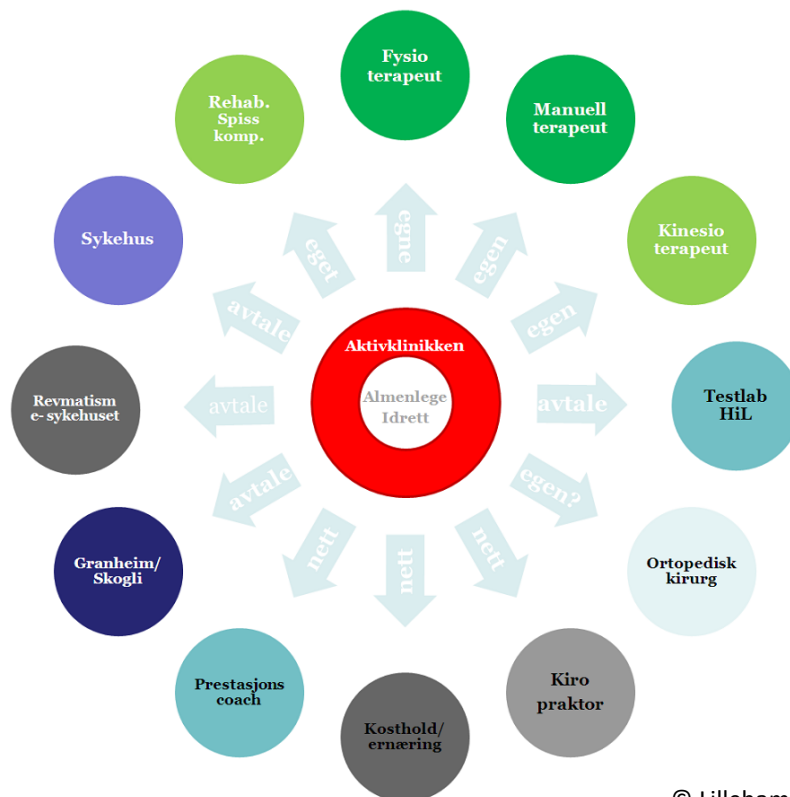 Fysio
terapeut
Rehab.
Spiss
komp.
Manuell
terapeut
Sykehus
Kinesio
terapeut
egne
eget
egen
avtale
egen
Aktivklinikken
Almenlege
Idrett
Revmatism
e- sykehuset
avtale
avtale
Testlab
HiL
avtale
egen?
nett
nett
nett
Granheim/
Skogli
Ortopedisk
kirurg
Prestasjons
coach
Kiro
praktor
Kosthold/
ernæring